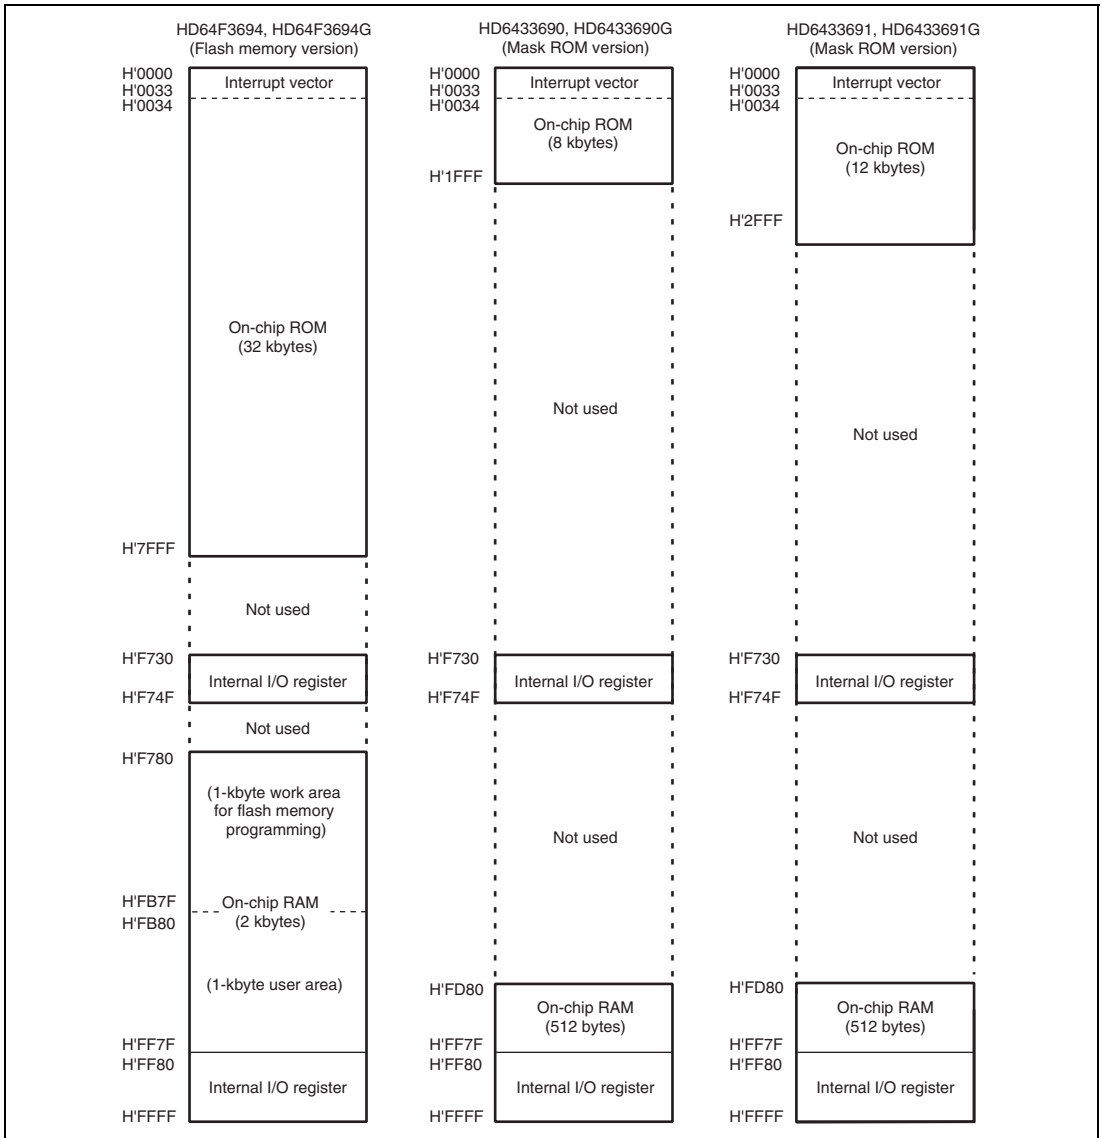 HD64F3694, HD64F3694G
(Flash memory version)
H'0000
H'0033
H'0034
Interrupt vector
On-chip ROM
(32 kbytes)
H'7FFF
Not used
H'F730
Internal I/O register
H'F74F
Not used
H'F780
(1-kbyte work area
for flash memory
programming)
H'FB7F
H'FB80
On-chip RAM
(2 kbytes)
(1-kbyte user area)
H'FF7F
H'FF80
Internal I/O register
H'FFFF
HD6433690, HD6433690G
(Mask ROM version)
H'0000
H'0033
H'0034
Interrupt vector
On-chip ROM
(8 kbytes)
H'1FFF
Not used
H'F730
Internal I/O register
H'F74F
Not used
H'FD80
On-chip RAM
(512 bytes)
H'FF7F
H'FF80
Internal I/O register
H'FFFF
HD6433691, HD6433691G
(Mask ROM version)
H'0000
H'0033
H'0034
Interrupt vector
On-chip ROM
(12 kbytes)
H'2FFF
Not used
H'F730
Internal I/O register
H'F74F
Not used
H'FD80
On-chip RAM
(512 bytes)
H'FF7F
H'FF80
Internal I/O register
H'FFFF